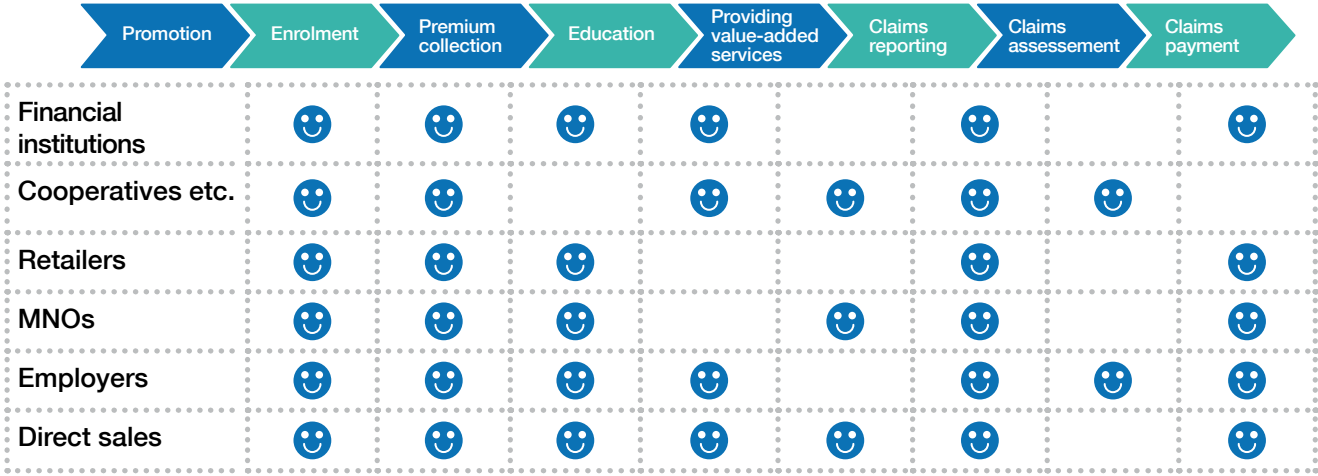 Promotion
Enrolment
Premium
collection
Education
Providing
value-added
services
Claims
reporting
Claims
assessement
Claims
payment
Financial
institutions
Cooperatives etc.
Retailers
MNOs
Employers
Direct sales